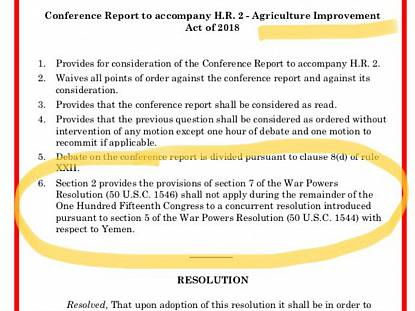 Conference Report to accompany H.R. 2 - Agriculture Improvement
Act of 2018
1. Provides for consideration of the Conference Report to accompany H.R. 2.
2. Waives all points of order against the conference report and against its
consideration.
3. Provides that the conference report shall be considered as read.
4. Provides that the previous question shall be considered as ordered without
intervention of any motion except one hour of debate and one motion to
recommit if applicable.
5. Debate on the conference report is divided pursuant to clause 8(d) of rule
XXII.
6. Section 2 provides the provisions of section 7 of the War Powers
Resolution (50 U.S.C. 1546) shall not apply during the remainder of the
One Hundred Fifteenth Congress to a concurrent resolution introduced
pursuant to section 5 of the War Powers Resolution (50 U.S.C. 1544) with
respect to Yemen.
RESOLUTION
Resolved, That upon adoption of this resolution it shall be in order to